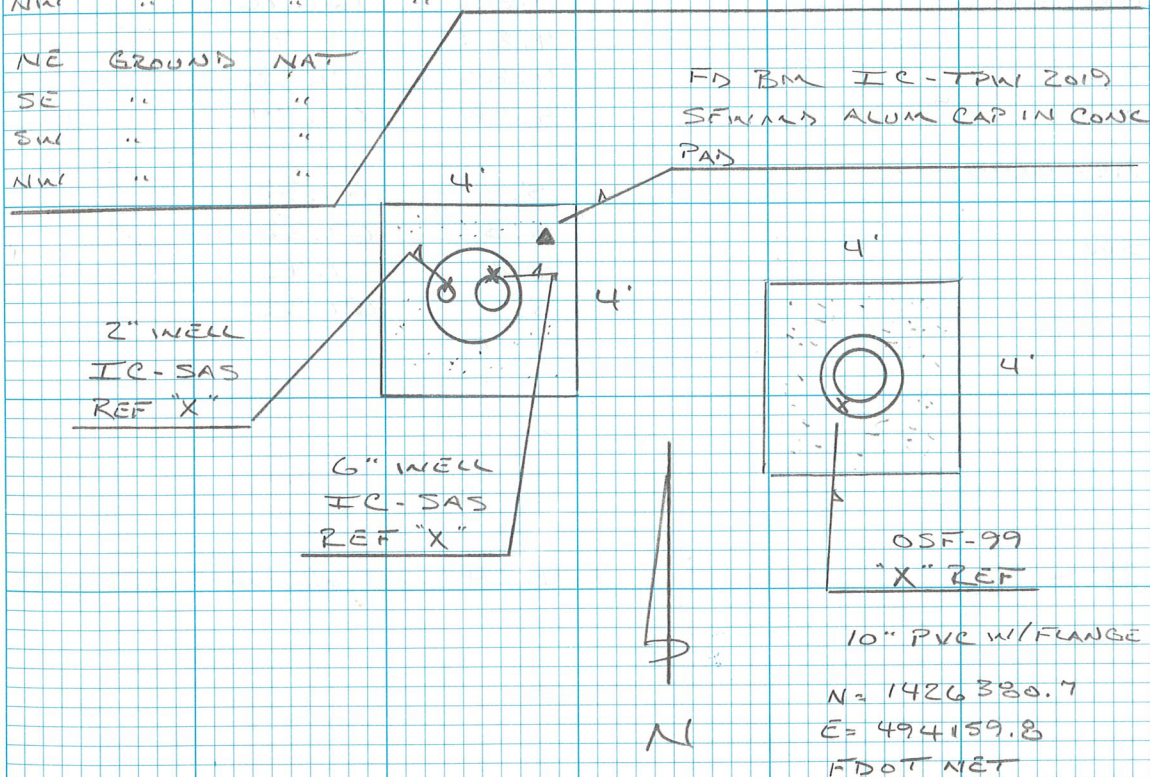 NW " " "
NE GROUND NAT
SE " "
SW " "
NW " "
FD BM IC-TPW 2019
SEWARD ALUM CAP IN CONC
PAD
4'
4'
2" WELL
IC-SAS
REF "X"
6" WELL
IC-SAS
REF "X"
4'
4'
X
X
X
OSF-99
"X" REF
10" PVC W/FLANGE
N= 1426380.7
E= 494159.8
FDOT NET
N